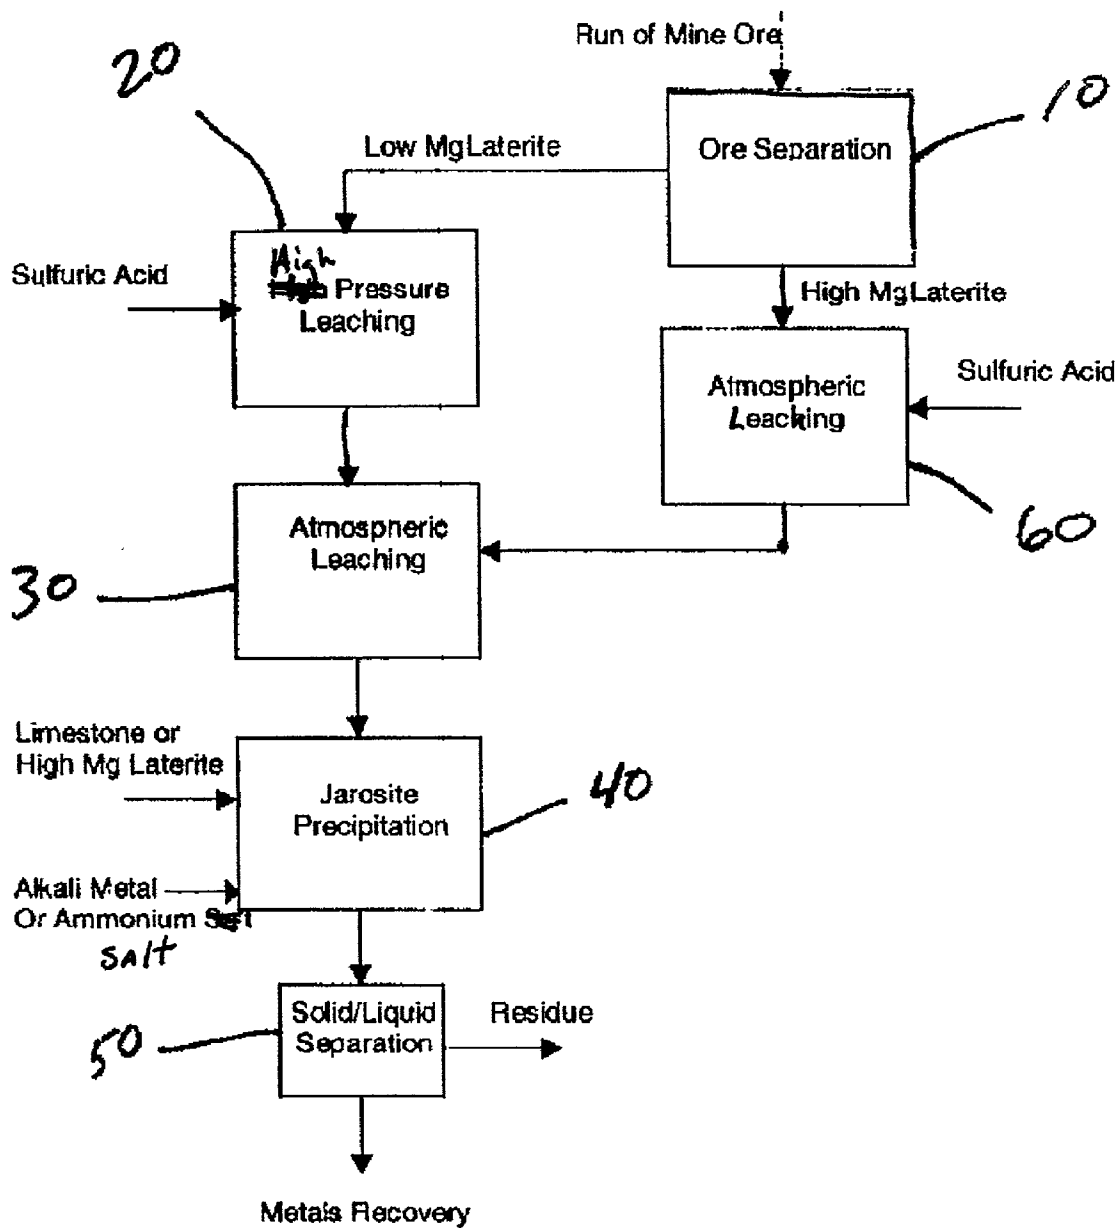 Run of Mine Ore
20
10
Low Mg Laterite
Ore Separation
High
Pressure
Leaching
Sulfuric Acid
High Mg Laterite
Atmospheric
Leaching
Sulfuric Acid
60
Atmospheric
Leaching
30
Limestone or
High Mg Laterite
Jarosite
Precipitation
40
Alkali Metal
Or Ammonium
SAlt
Solid/Liquid
Separation
Residue
50
Metals Recovery